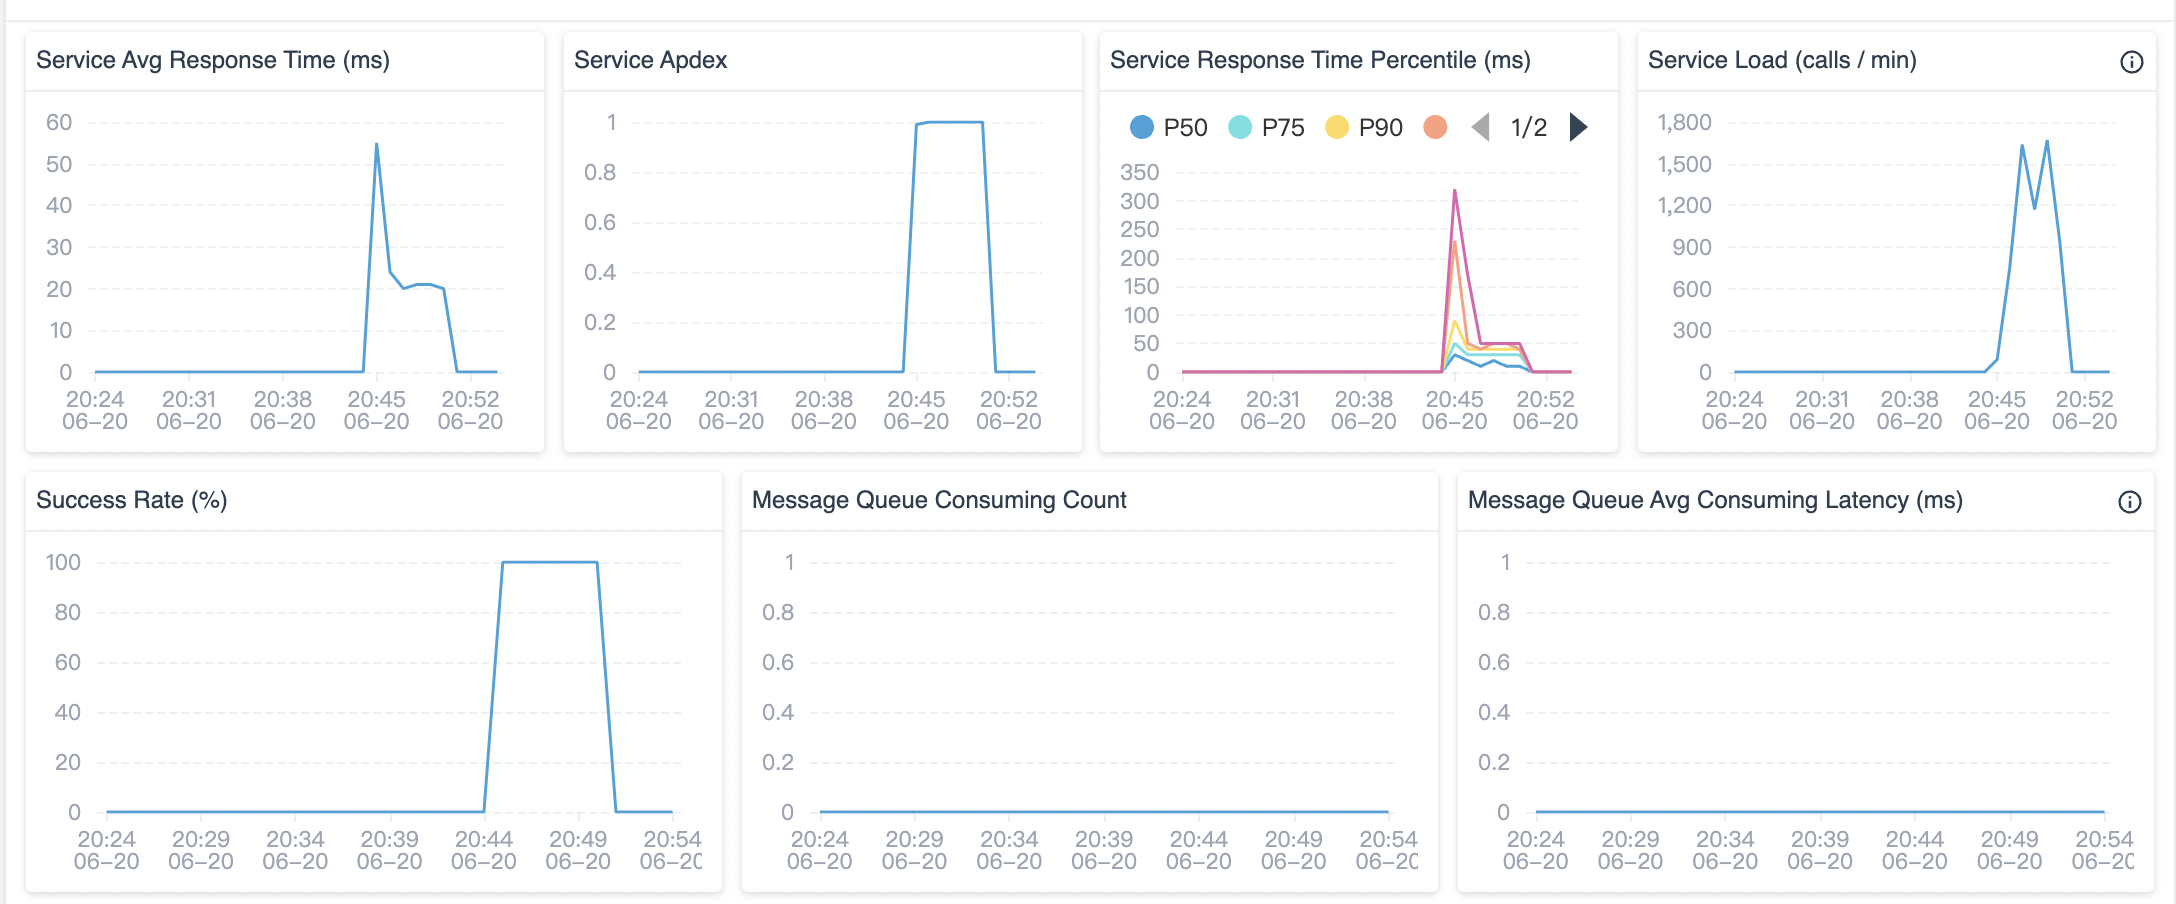 Service Avg Response Time (ms)
60
50
40
30
20
10
0
20:24 20:31 20:38 20:45 20:52
06-20 06-20 06-20 06-20 06-20
Service Apdex
1
0.8
0.6
0.4
0.2
0
20:24 20:31 20:38 20:45 20:52
06-20 06-20 06-20 06-20 06-20
Service Response Time Percentile (ms)
P50 P75 P90 1/2
350
300
250
200
150
100
50
0
20:24 20:31 20:38 20:45 20:52
06-20 06-20 06-20 06-20 06-20
Service Load (calls / min)
1,800
1,500
1,200
900
600
300
0
20:24 20:31 20:38 20:45 20:52
06-20 06-20 06-20 06-20 06-20
Success Rate (%)
100
80
60
40
20
0
20:24 20:29 20:34 20:39 20:44 20:49 20:54
06-20 06-20 06-20 06-20 06-20 06-20 06-20
Message Queue Consuming Count
1
0.8
0.6
0.4
0.2
0
20:24 20:29 20:34 20:39 20:44 20:49 20:54
06-20 06-20 06-20 06-20 06-20 06-20 06-20
Message Queue Avg Consuming Latency (ms)
1
0.8
0.6
0.4
0.2
0
20:24 20:29 20:34 20:39 20:44 20:49 20:54
06-20 06-20 06-20 06-20 06-20 06-20 06-20